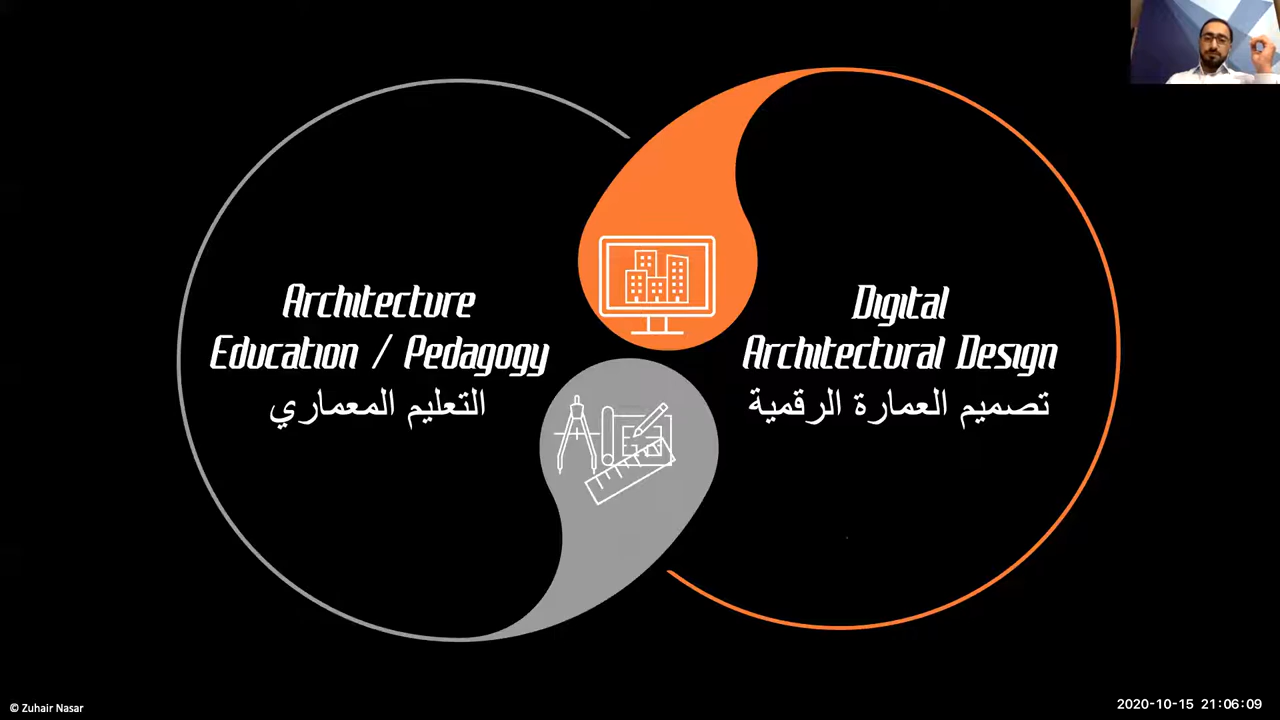 Architecture
Education / Pedagogy
التعليم المعماري
Digital
Architectural Design
تصميم العمارة الرقمية
© Zuhair Nasar
2020-10-15 21:06:09